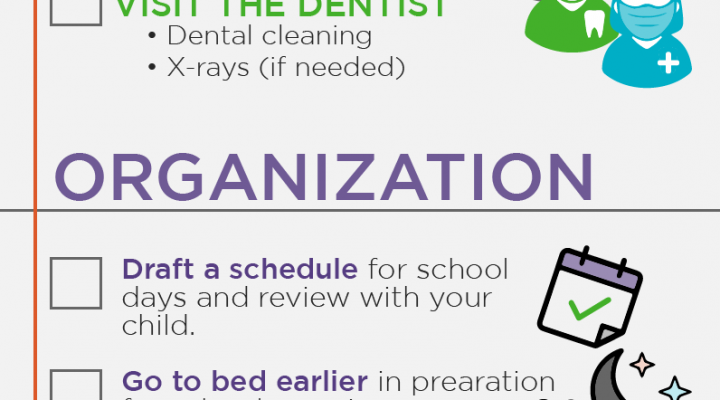 VISIT THE DENTIST
• Dental cleaning
• X-rays (if needed)
ORGANIZATION
Draft a schedule for school
days and review with your
child.
Go to bed earlier in prearation